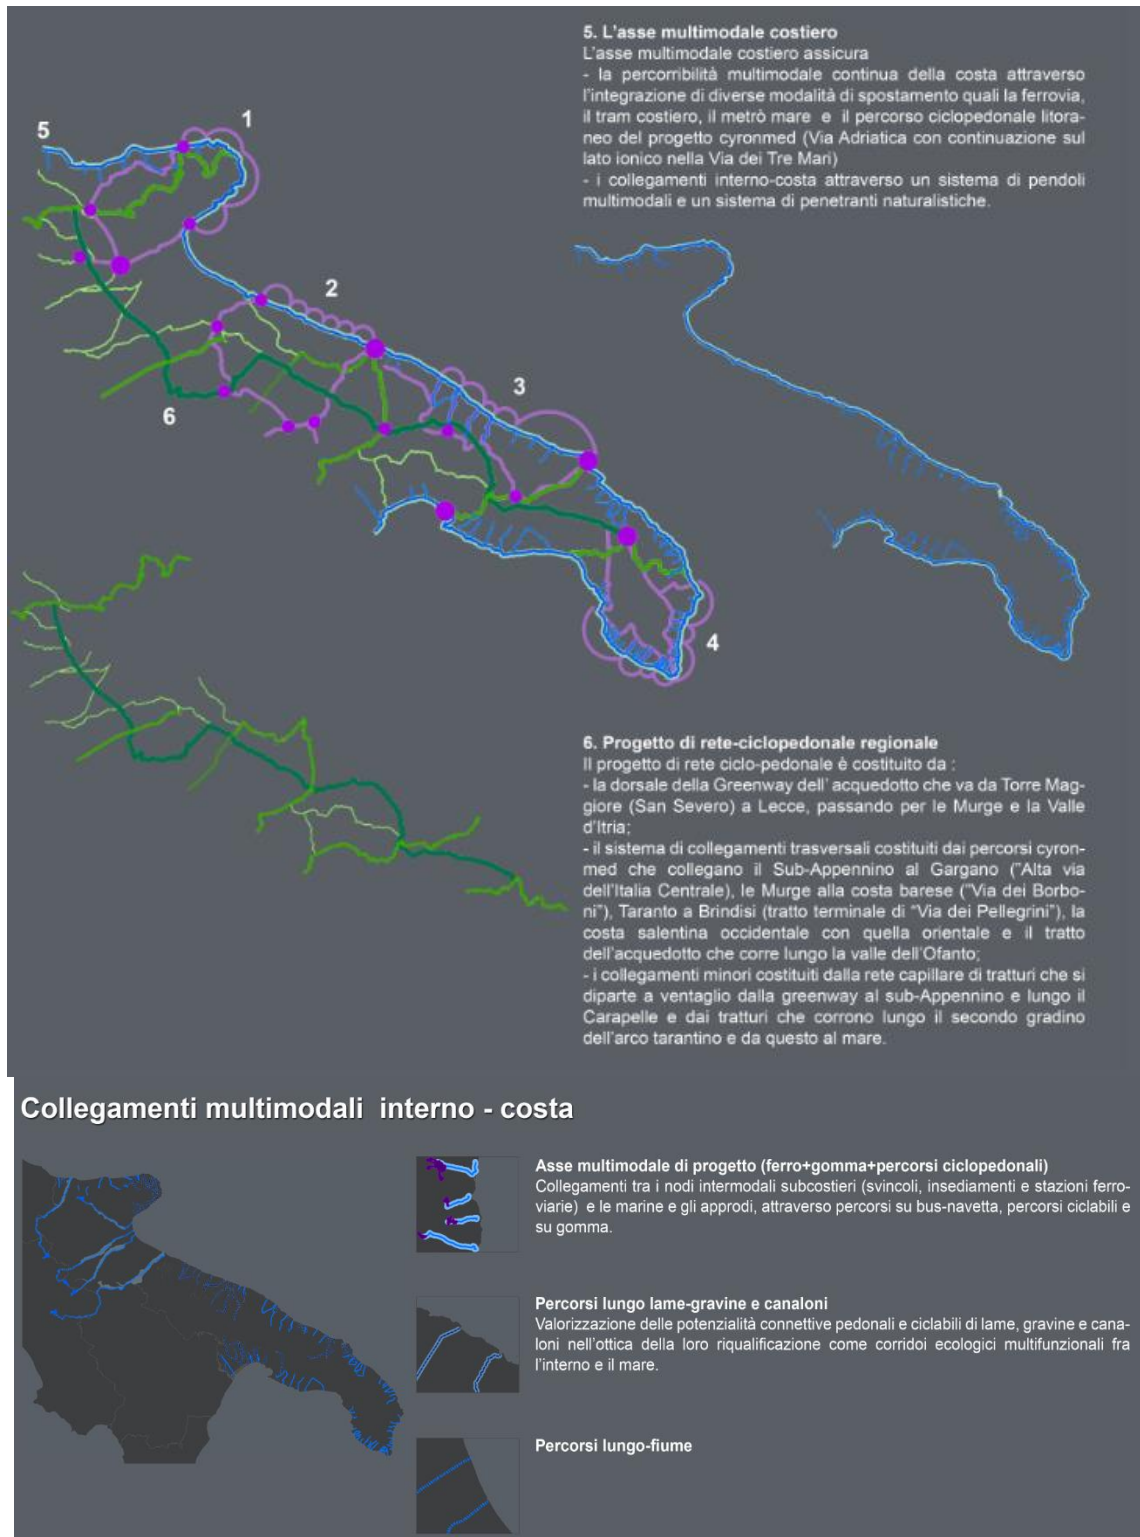 5. L'asse multimodale costiero
L'asse multimodale costiero assicura
- la percorribilità multimodale continua della costa attraverso
l'integrazione di diverse modalità di spostamento quali la ferrovia,
il tram costiero, il metrò mare e il percorso ciclopedonale litora-
neo del progetto cyronmed (Via Adriatica con continuazione sul
lato ionico nella Via dei Tre Mari)
- i collegamenti interno-costa attraverso un sistema di pendoli
multimodali e un sistema di penetranti naturalistiche.
1
5
2
3
6
4
6. Progetto di rete-ciclopedonale regionale
Il progetto di rete ciclo-pedonale è costituito da :
- la dorsale della Greenway dell' acquedotto che va da Torre Mag-
giore (San Severo) a Lecce, passando per le Murge e la Valle
d'Itria;
- il sistema di collegamenti trasversali costituiti dai percorsi cyron-
med che collegano il Sub-Appennino al Gargano ("Alta via
dell'Italia Centrale), le Murge alla costa barese ("Via dei Borbo-
ni"), Taranto a Brindisi (tratto terminale di "Via dei Pellegrini"), la
costa salentina occidentale con quella orientale e il tratto
dell'acquedotto che corre lungo la valle dell'Ofanto;
- i collegamenti minori costituiti dalla rete capillare di tratturi che si
diparte a ventaglio dalla greenway al sub-Appennino e lungo il
Carapelle e dai tratturi che corrono lungo il secondo gradino
dell'arco tarantino e da questo al mare.
Collegamenti multimodali interno - costa
Asse multimodale di progetto (ferro+gomma+percorsi ciclopedonali)
Collegamenti tra i nodi intermodali subcostieri (svincoli, insediamenti e stazioni ferro-
viarie) e le marine e gli approdi, attraverso percorsi su bus-navetta, percorsi ciclabili e
su gomma.
Percorsi lungo lame-gravine e canaloni
Valorizzazione delle potenzialità connettive pedonali e ciclabili di lame, gravine e cana-
loni nell'ottica della loro riqualificazione come corridoi ecologici multifunzionali fra
l'interno e il mare.
Percorsi lungo-fiume